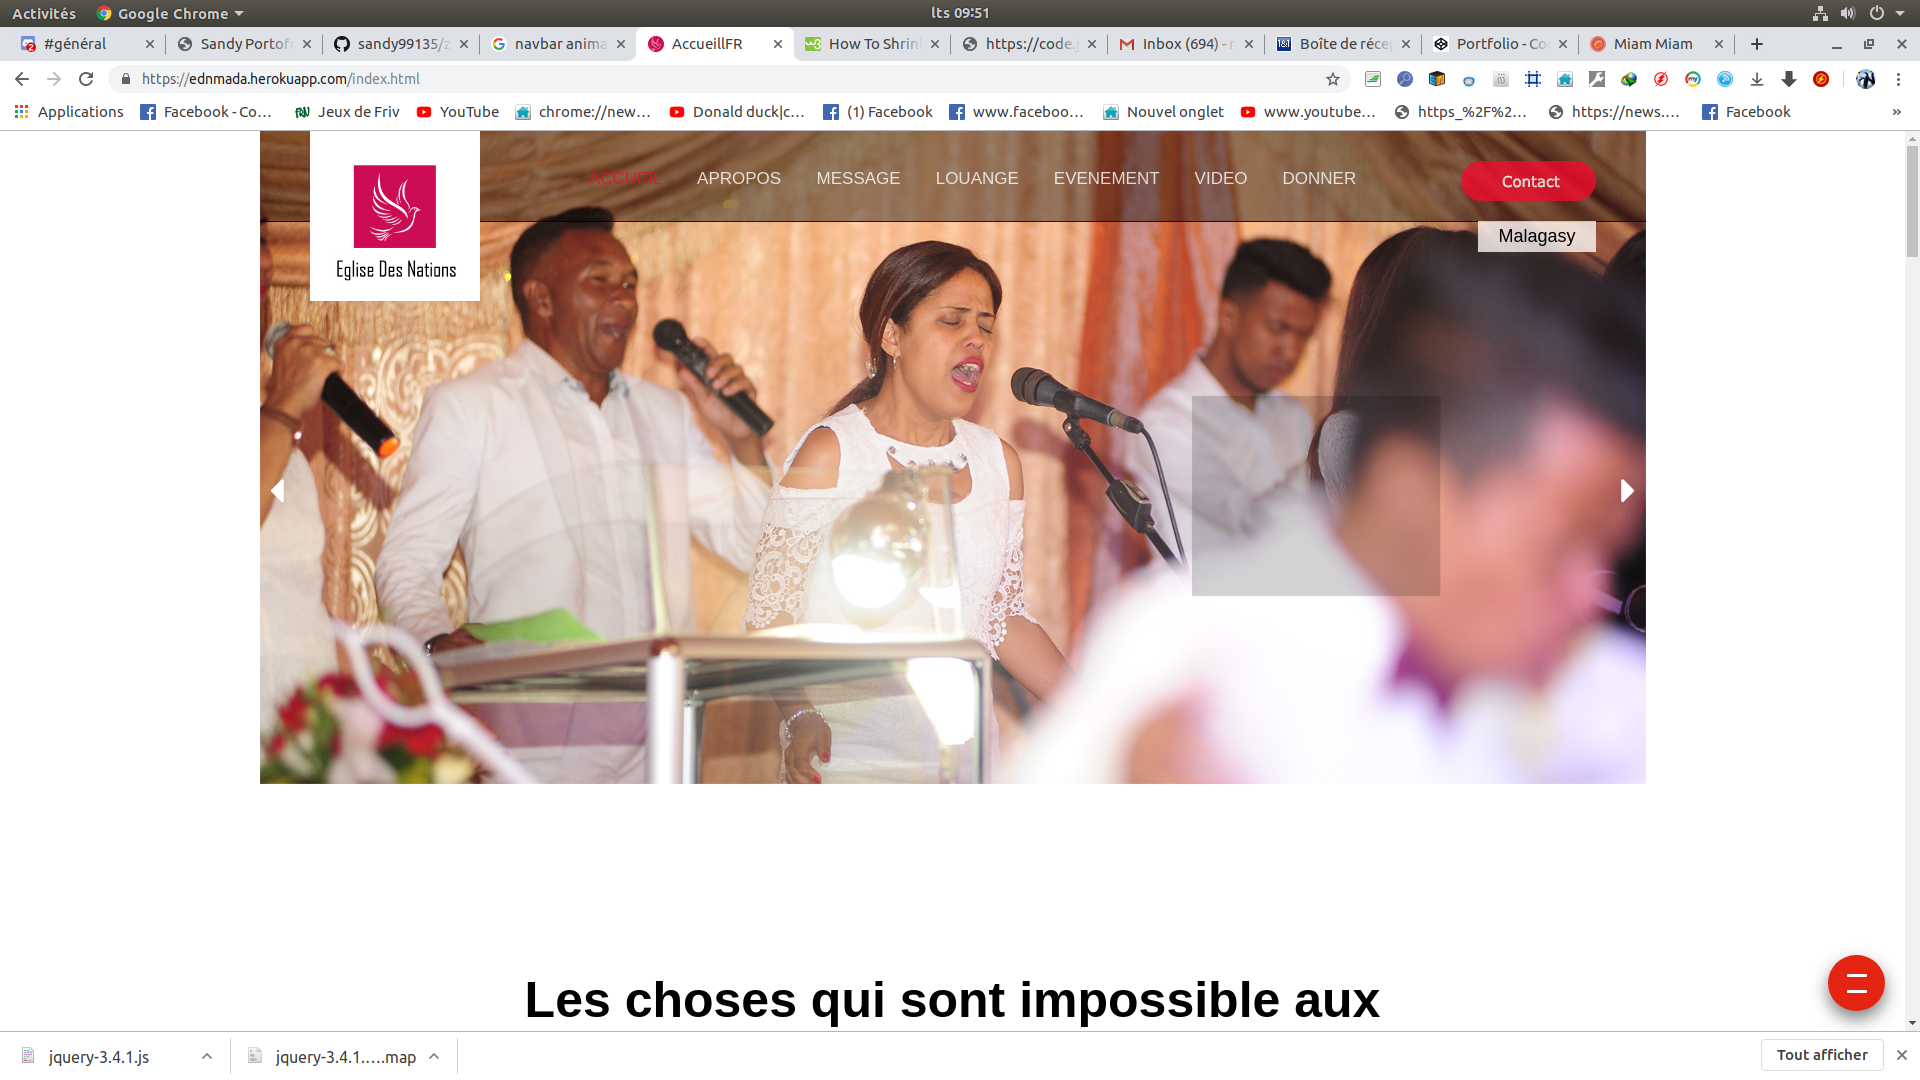 Activités
Google Chrome
lts 09:51
#général
Sandy Portof
sandy99135/z
navbar anima
AccueillFR
How To Shrin
https://code.
Inbox (694) - r
Boîte de récep
Portfolio - Co
Miam Miam
https://ednmada.herokuapp.com/index.html
Applications
Facebook - Co…
Jeux de Friv
YouTube
chrome://new…
Donald duck|c…
(1) Facebook
www.faceboo…
Nouvel onglet
www.youtube…
https_%2F%2…
https://news.…
Facebook
»
ACCUEIL
APROPOS
MESSAGE
LOUANGE
EVENEMENT
VIDEO
DONNER
Contact
Malagasy
Eglise Des Nations
Les choses qui sont impossible aux
jquery-3.4.1.js
jquery-3.4.1.….map
Tout afficher